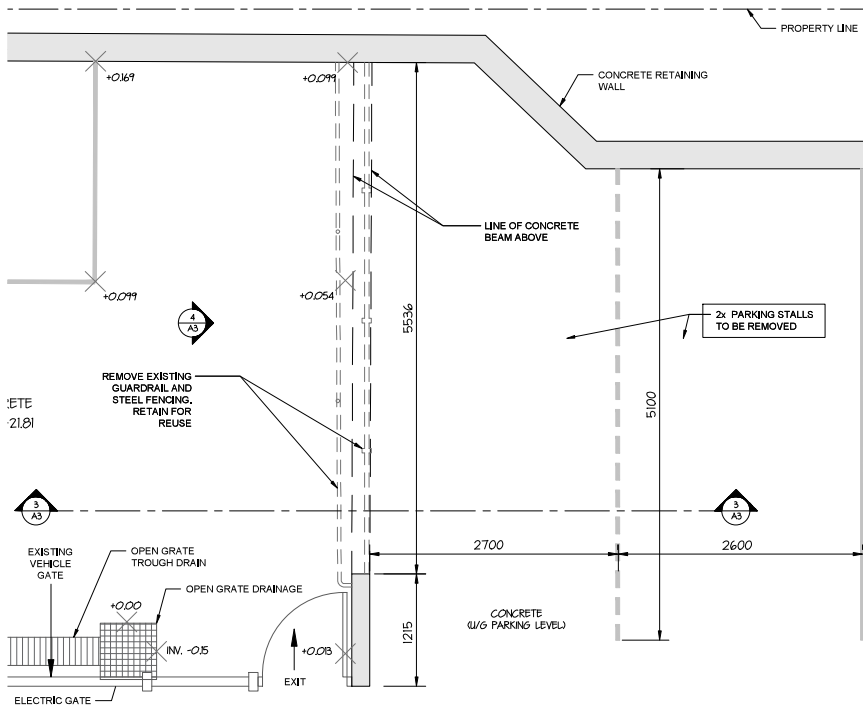 PROPERTY LINE
+0.169
+0.099
CONCRETE RETAINING
WALL
LINE OF CONCRETE
BEAM ABOVE
+0.099
+0.054
4
A3
5536
2x PARKING STALLS
TO BE REMOVED
REMOVE EXISTING
GUARDRAIL AND
STEEL FENCING.
RETAIN FOR
REUSE
5100
RETE
-21.81
3
A3
3
A3
2700
2600
EXISTING
VEHICLE
GATE
OPEN GRATE
TROUGH DRAIN
OPEN GRATE DRAINAGE
+0.00
INV. -0.15
+0.013
EXIT
1215
CONCRETE
(U/G PARKING LEVEL)
ELECTRIC GATE